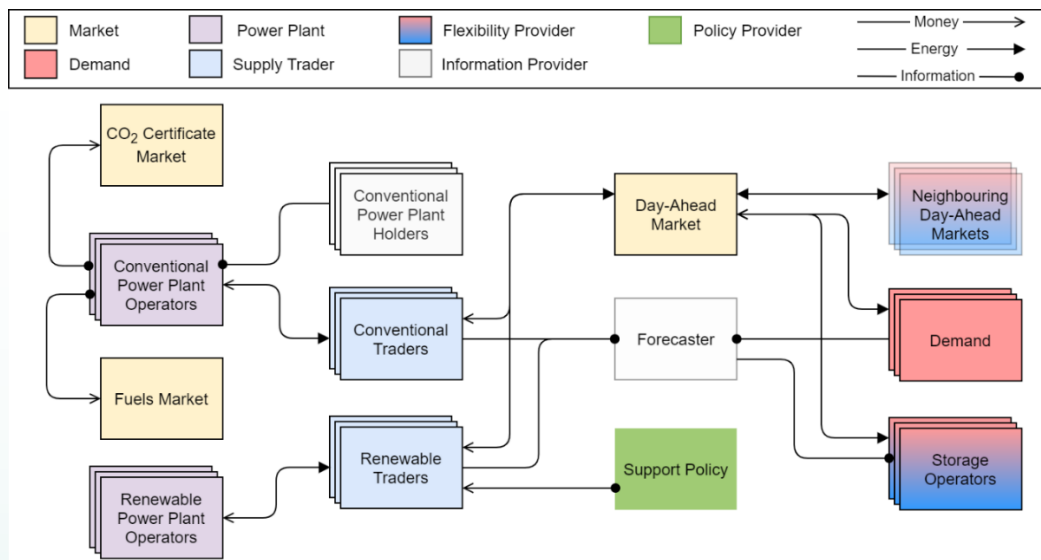 Market
Power Plant
Flexibility Provider
Policy Provider
Money
Demand
Supply Trader
Information Provider
Energy
Information
CO₂ Certificate
Market
Conventional
Power Plant
Holders
Day-Ahead
Market
Neighbouring
Day-Ahead
Markets
Conventional
Power Plant
Operators
Conventional
Traders
Forecaster
Demand
Fuels Market
Renewable
Power Plant
Operators
Renewable
Traders
Support Policy
Storage
Operators